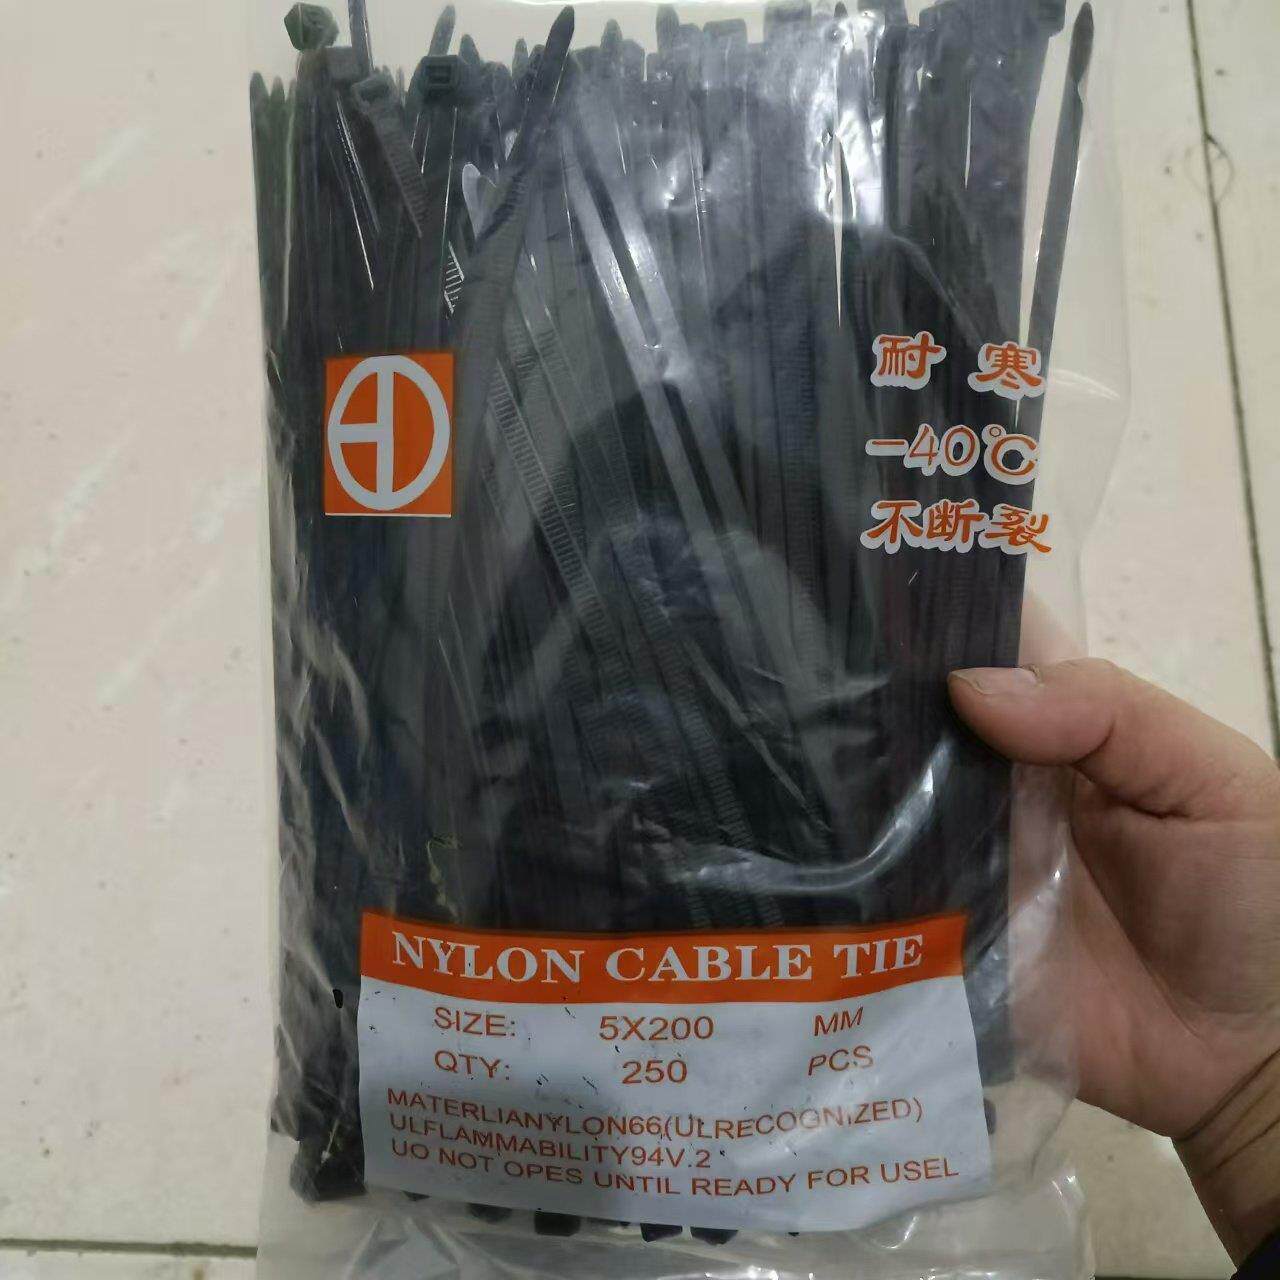 耐寒
-40℃
不断裂
NYLON CABLE TIE
SIZE: 5X200 MM
QTY: 250 PCS
MATERLIANYLON66(ULRECOGNIZED)
ULFLAMMABILITY94V.2
UO NOT OPES UNTIL READY FOR USEL